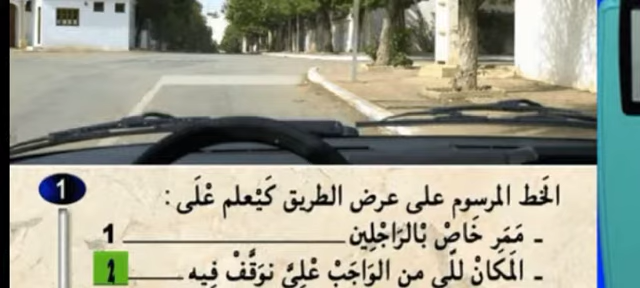 1
الخَط المرسوم على عرض الطريق كَيْعلم عْلَى :
- مَمَر خَاصْ بْالرَاجْلِين 1
- المَكانْ للِّي من الوَاجَبْ عْلِيَّ نوَقَّفْ فِيه 2